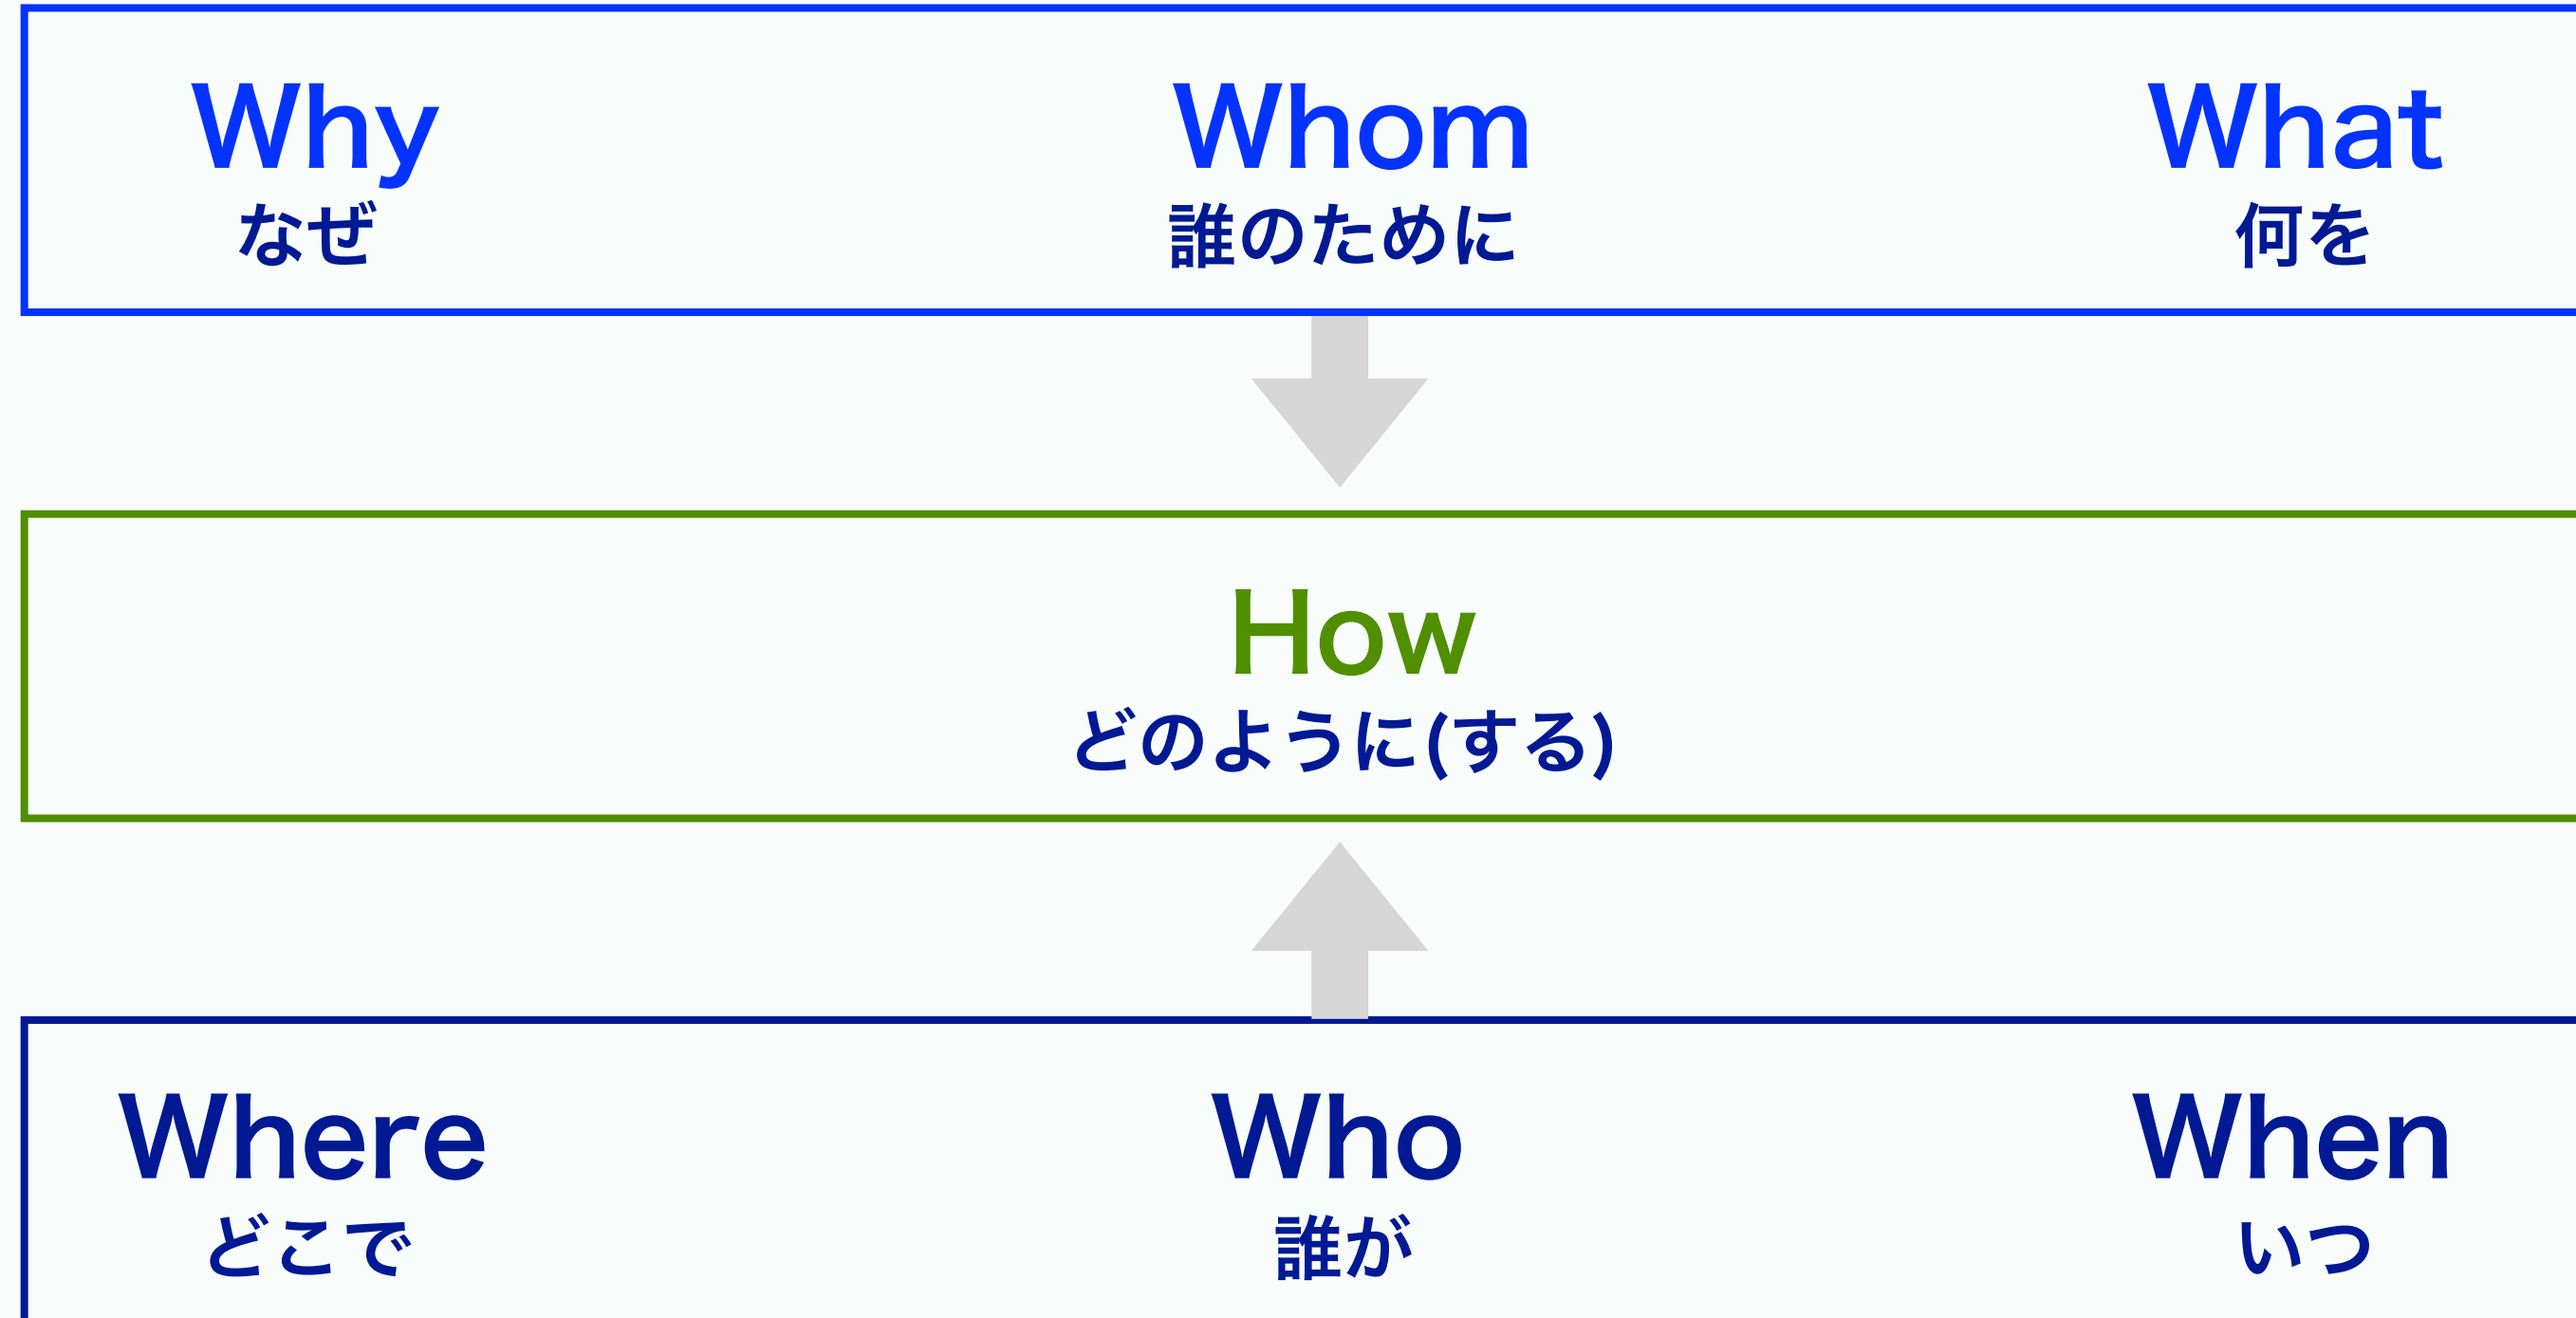 Why Whom What
なぜ 誰のために 何を
How
どのように(する)
Where Who When
どこで 誰が いつ